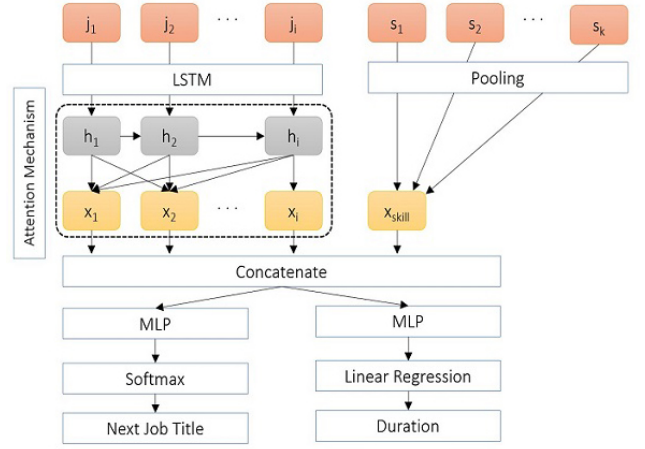 j1 j2 ... ji s1 s2 ... sk
LSTM Pooling
Attention Mechanism
h1 h2 hi
x1 x2 ... xi xskill
Concatenate
MLP MLP
Softmax Linear Regression
Next Job Title Duration